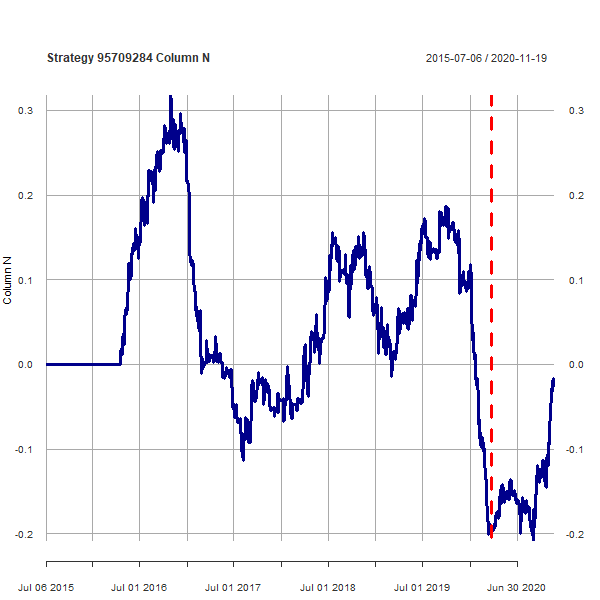 Strategy 95709284 Column N
2015-07-06 / 2020-11-19
0.3
0.3
0.2
0.2
0.1
0.1
Column N
0.0
0.0
-0.1
-0.1
-0.2
-0.2
Jul 06 2015
Jul 01 2016
Jul 01 2017
Jul 01 2018
Jul 01 2019
Jun 30 2020